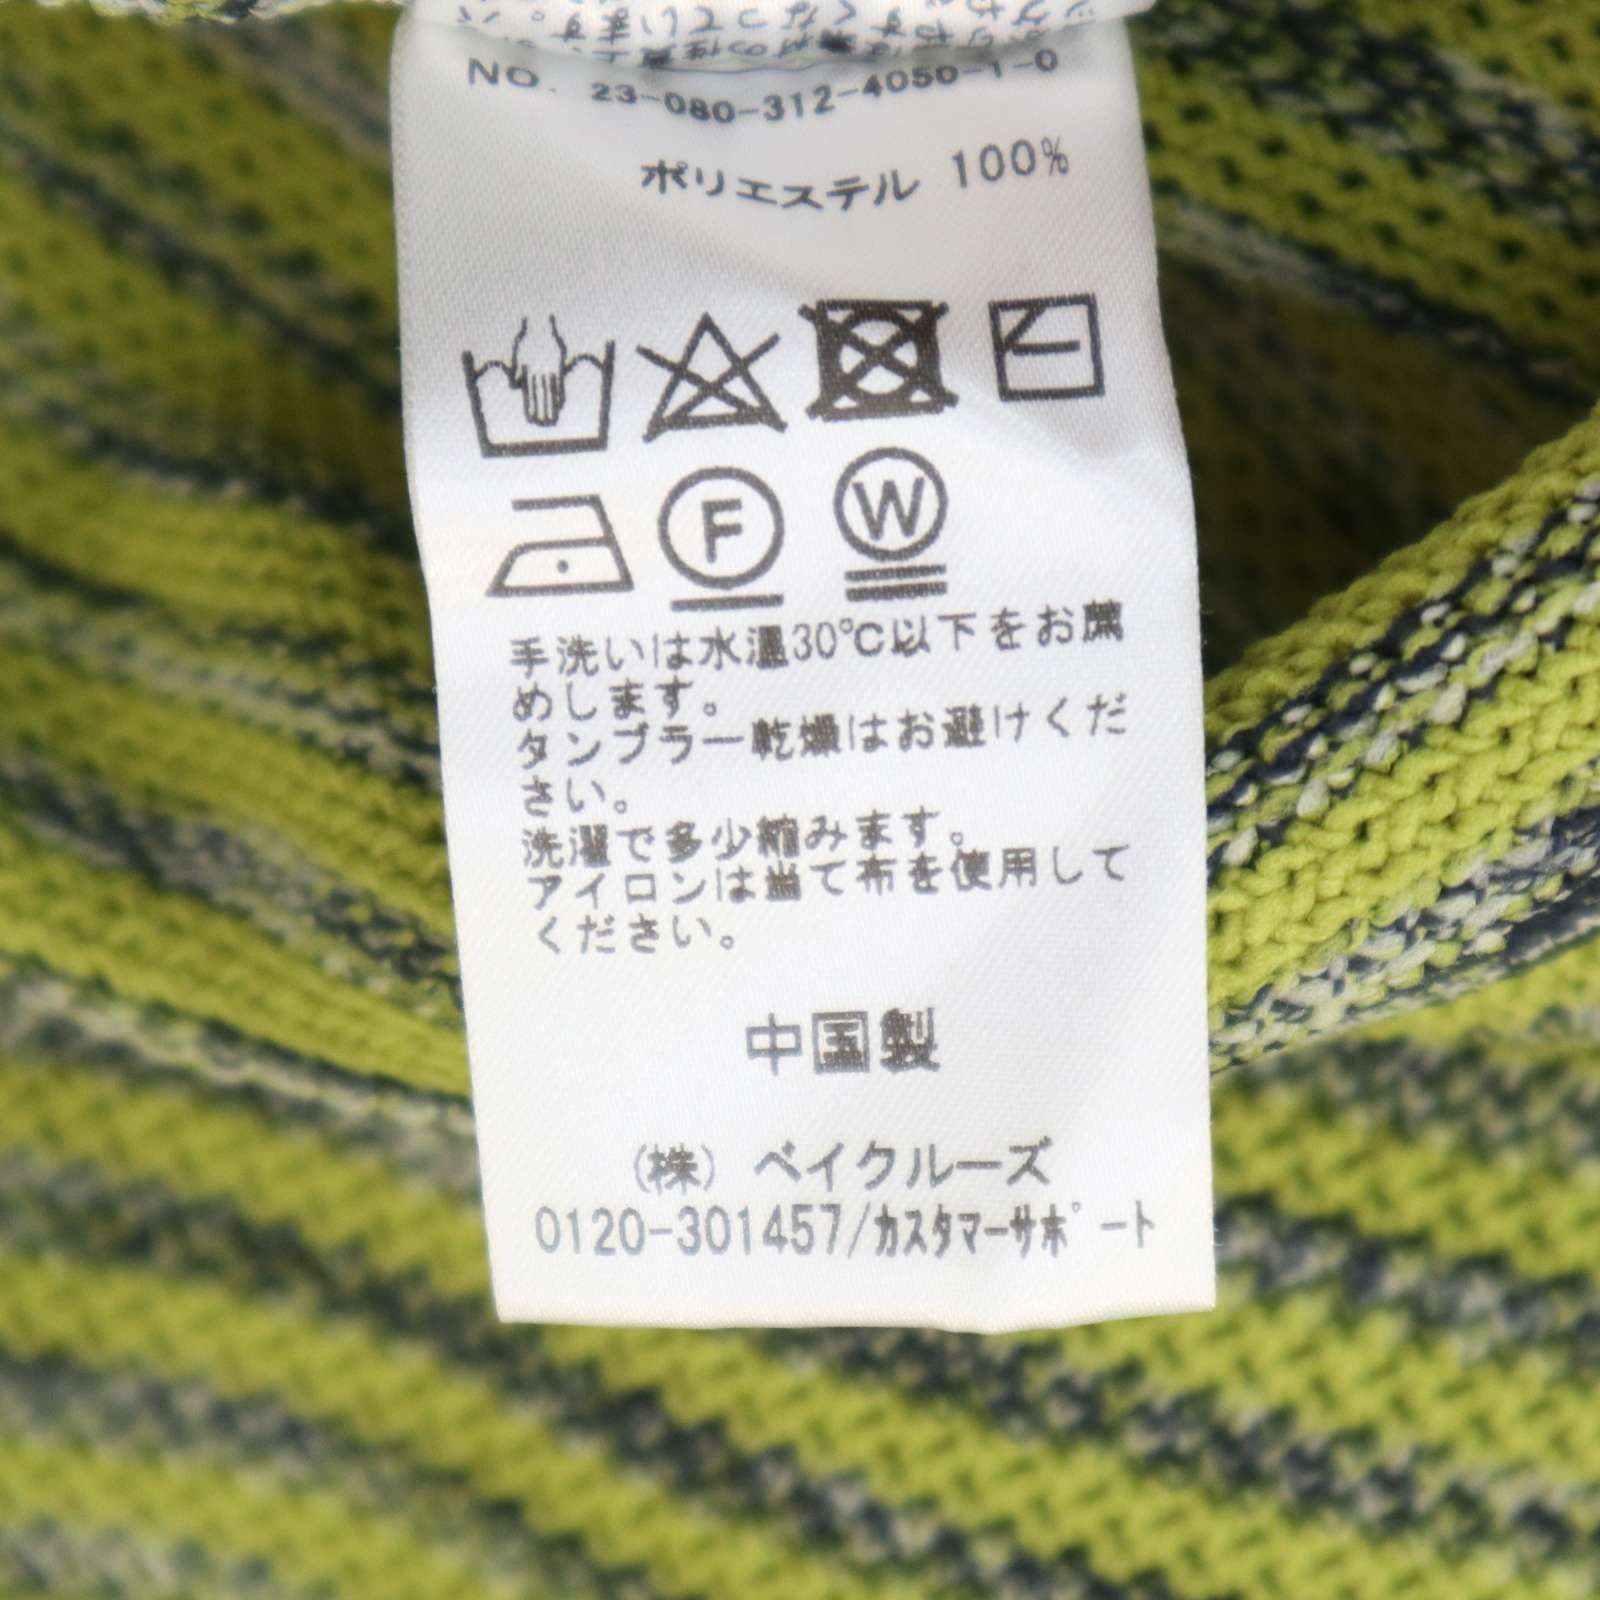 NO. 23-080-312-4050-1-0
ポリエステル 100%
F
W
手洗いは水温30℃以下をお薦
めします。
タンブラー乾燥はお避けくだ
さい。
洗濯で多少縮みます。
アイロンは当て布を使用して
ください。
中国製
(株) ベイクルーズ
0120-301457/カスタマーサポート